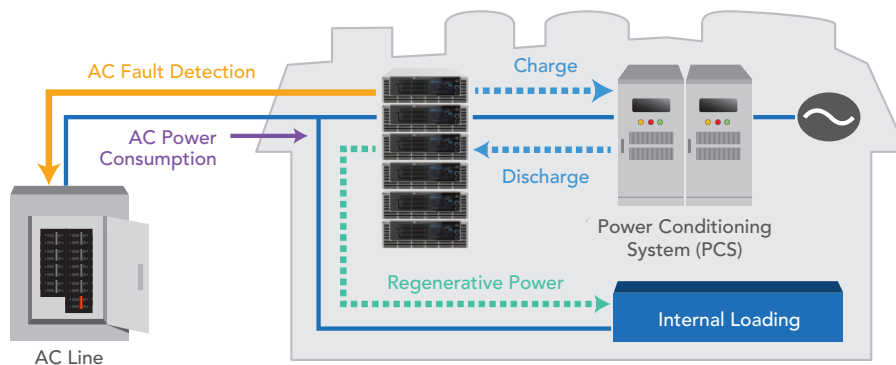 AC Fault Detection
Charge
AC Power
Consumption
Discharge
Power Conditioning
System (PCS)
Regenerative Power
Internal Loading
AC Line